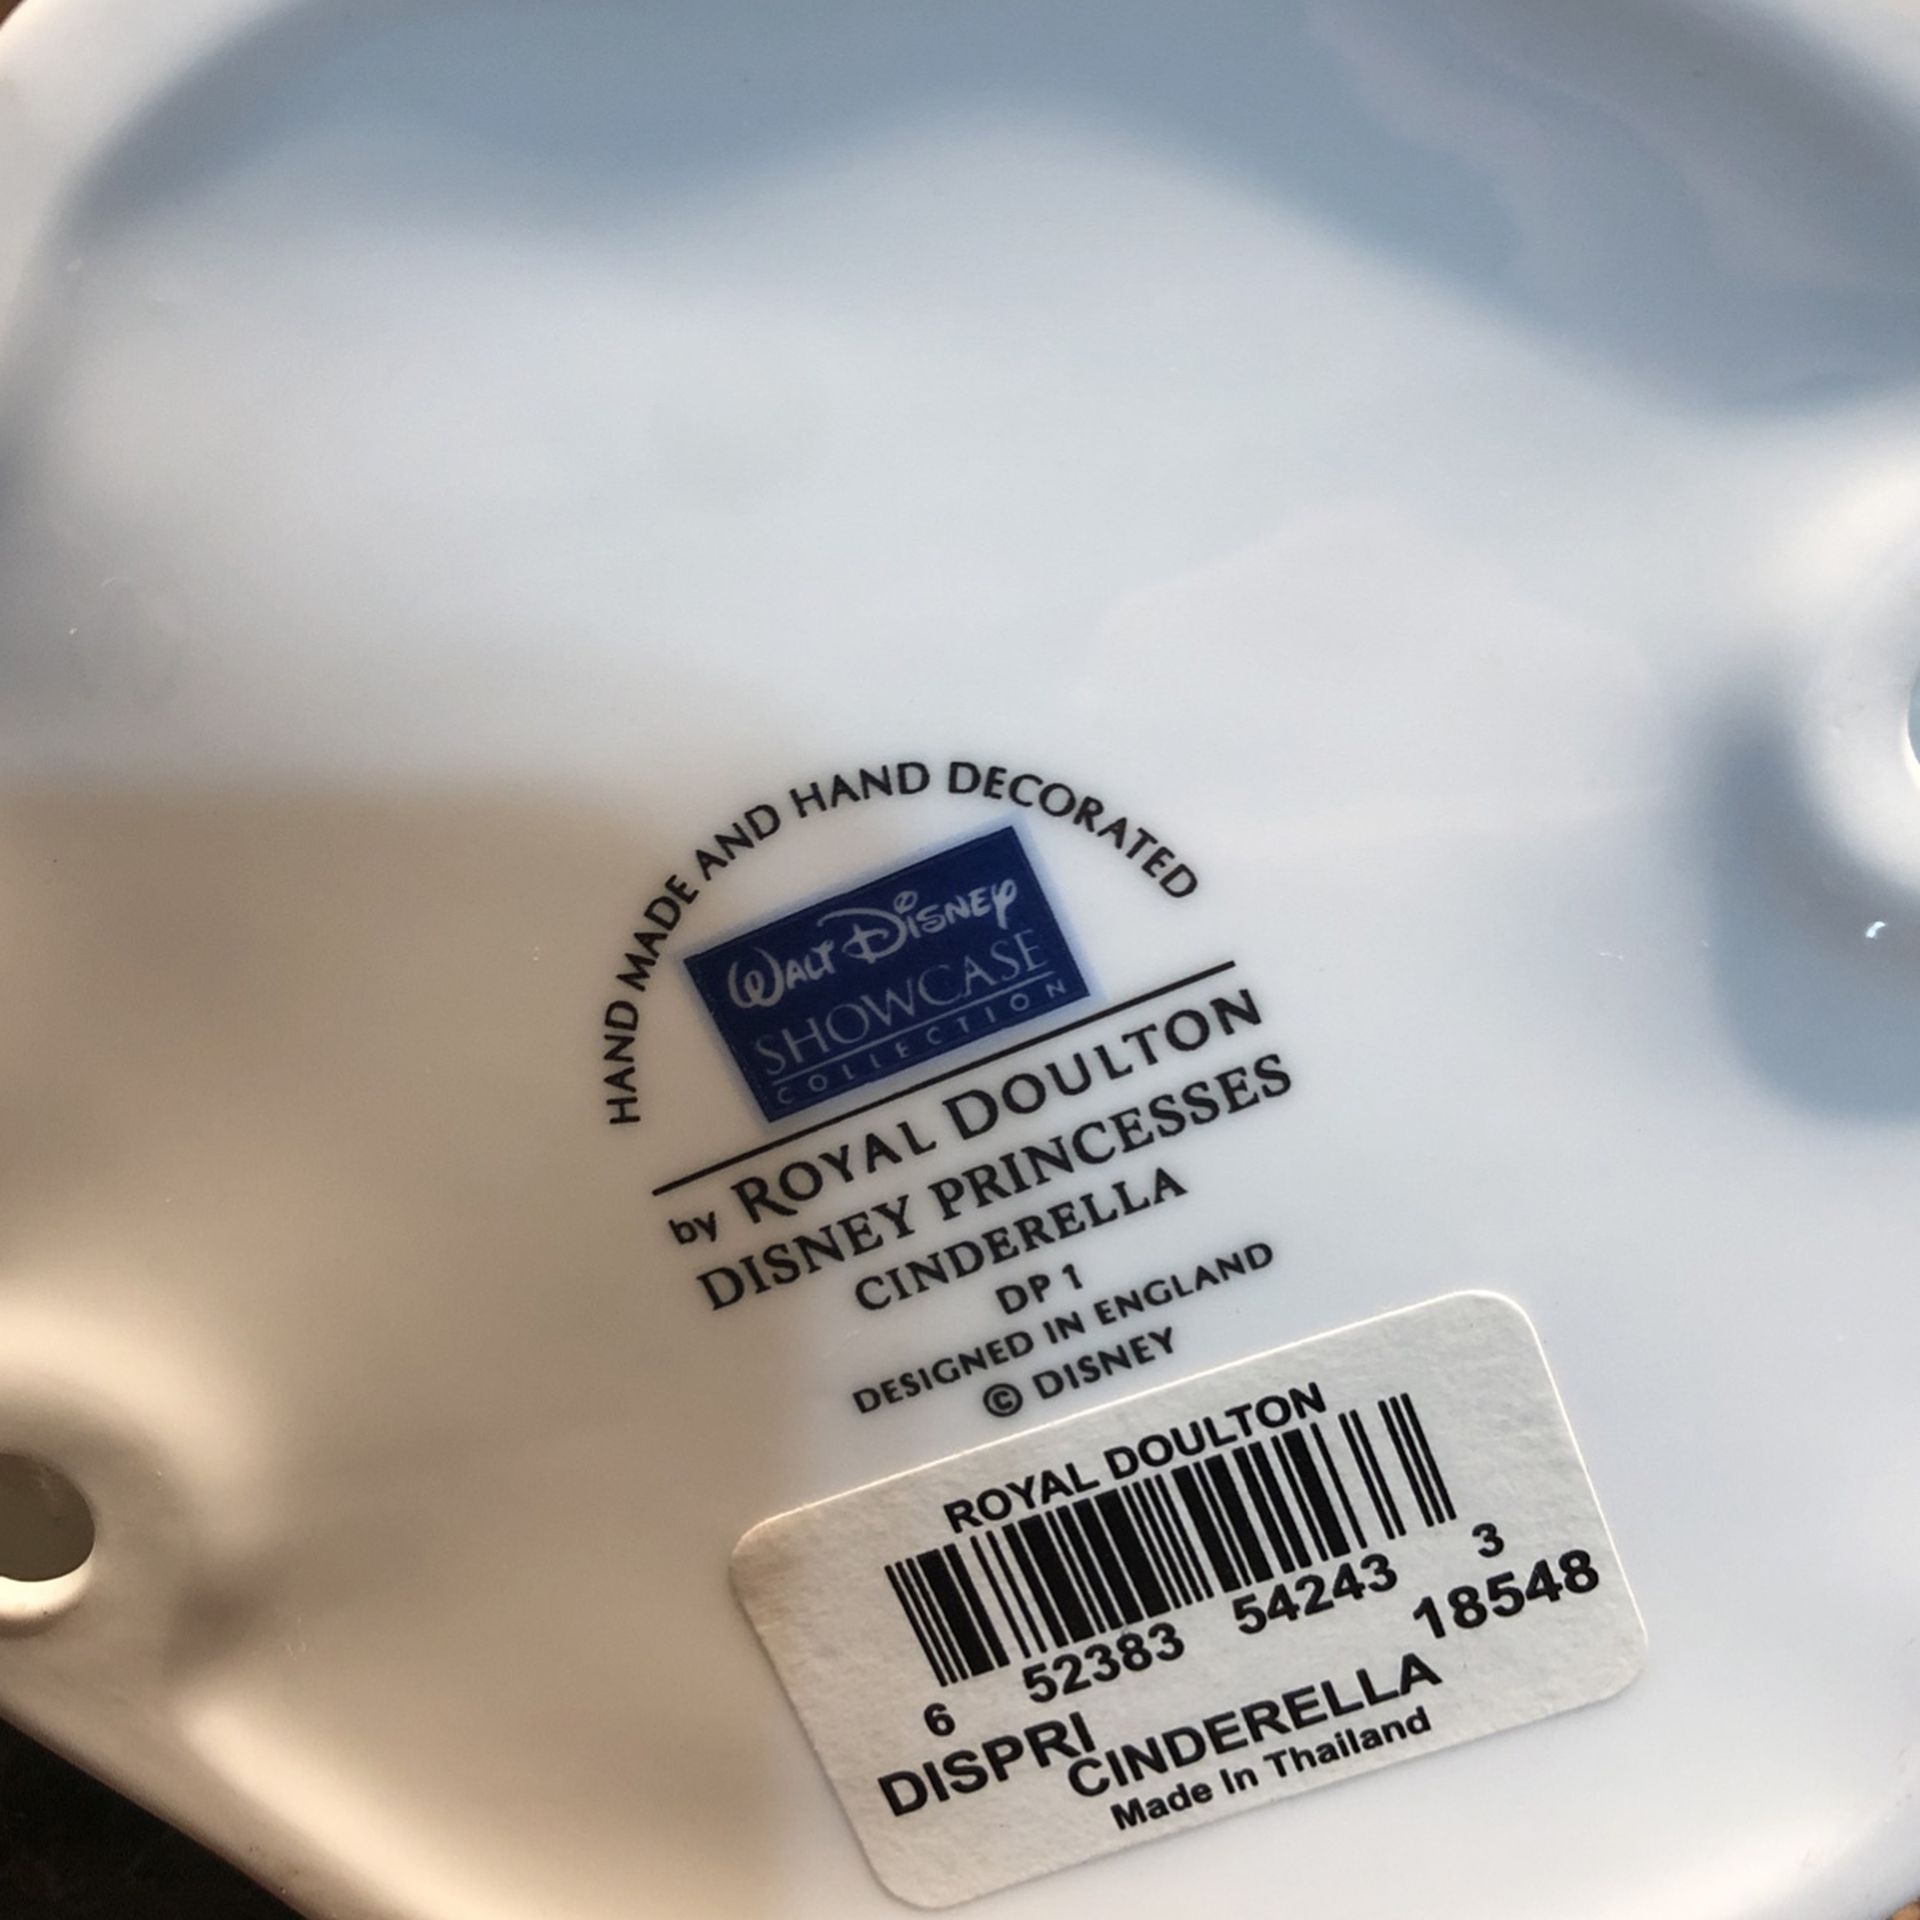 HAND MADE AND HAND DECORATED
WALT DISNEY
SHOWCASE
COLLECTION
by ROYAL DOULTON
DISNEY PRINCESSES
CINDERELLA
DP 1
DESIGNED IN ENGLAND
© DISNEY
ROYAL DOULTON
6 52383 54243 3
18548
DISPRI
CINDERELLA
Made In Thailand